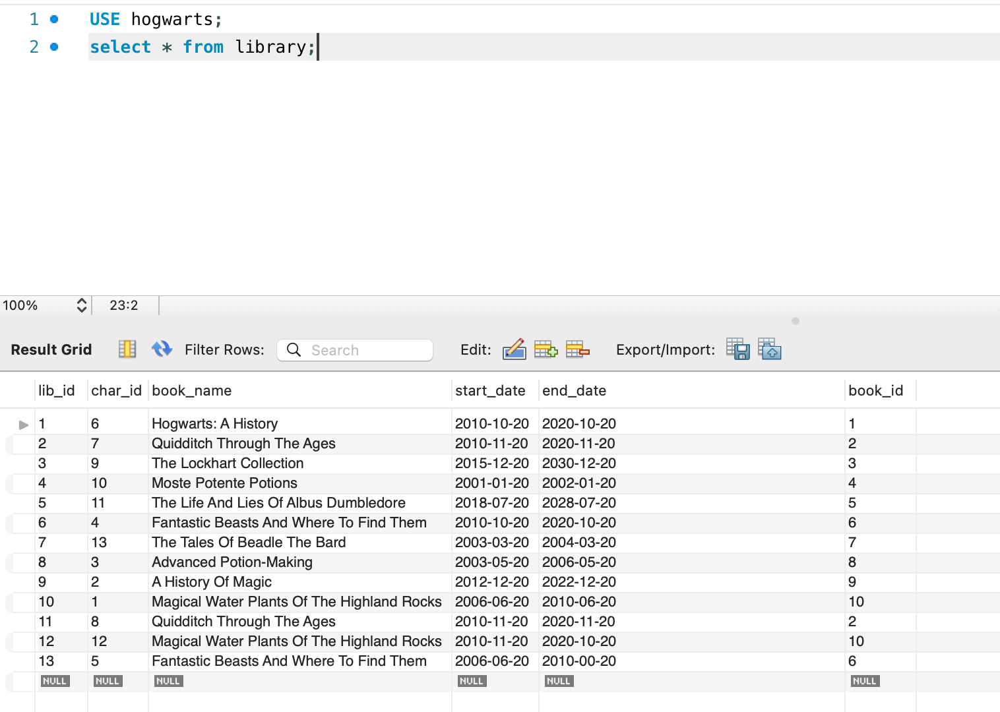 1 USE hogwarts;
2 select * from library;
100% 23:2
Result Grid Filter Rows: Search Edit: Export/Import:
lib_id char_id book_name start_date end_date book_id
1 6 Hogwarts: A History 2010-10-20 2020-10-20 1
2 7 Quidditch Through The Ages 2010-11-20 2020-11-20 2
3 9 The Lockhart Collection 2015-12-20 2030-12-20 3
4 10 Moste Potente Potions 2001-01-20 2002-01-20 4
5 11 The Life And Lies Of Albus Dumbledore 2018-07-20 2028-07-20 5
6 4 Fantastic Beasts And Where To Find Them 2010-10-20 2020-10-20 6
7 13 The Tales Of Beadle The Bard 2003-03-20 2004-03-20 7
8 3 Advanced Potion-Making 2003-05-20 2006-05-20 8
9 2 A History Of Magic 2012-12-20 2022-12-20 9
10 1 Magical Water Plants Of The Highland Rocks 2006-06-20 2010-06-20 10
11 8 Quidditch Through The Ages 2010-11-20 2020-11-20 2
12 12 Magical Water Plants Of The Highland Rocks 2010-11-20 2020-10-20 10
13 5 Fantastic Beasts And Where To Find Them 2006-06-20 2010-00-20 6
NULL NULL NULL NULL NULL NULL